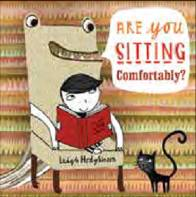 ARE you
SITTING
Comfortably?
Leigh Hodgkinson